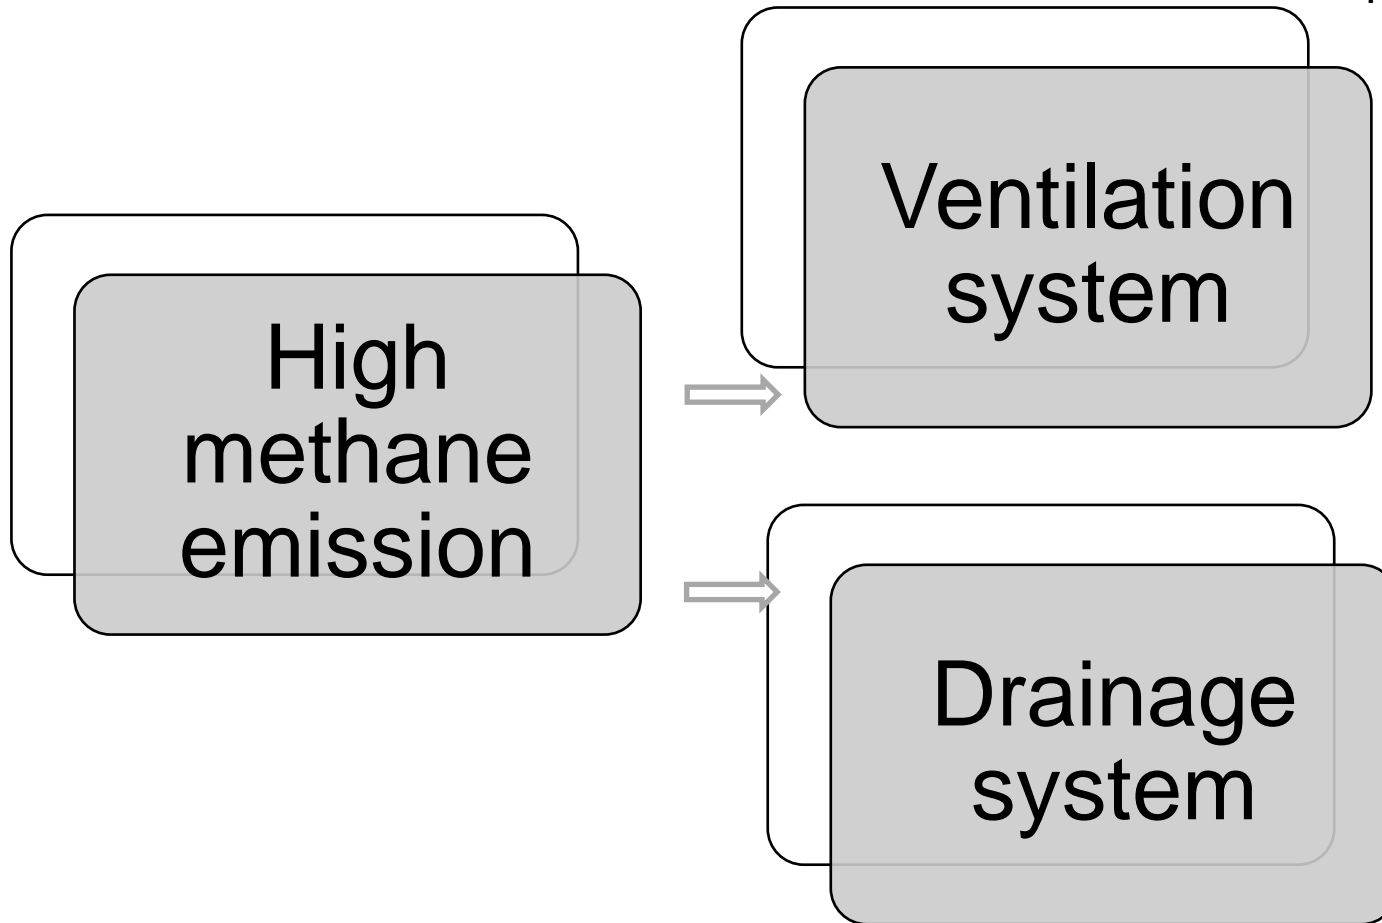 High
methane
emission
Ventilation
system
Drainage
system